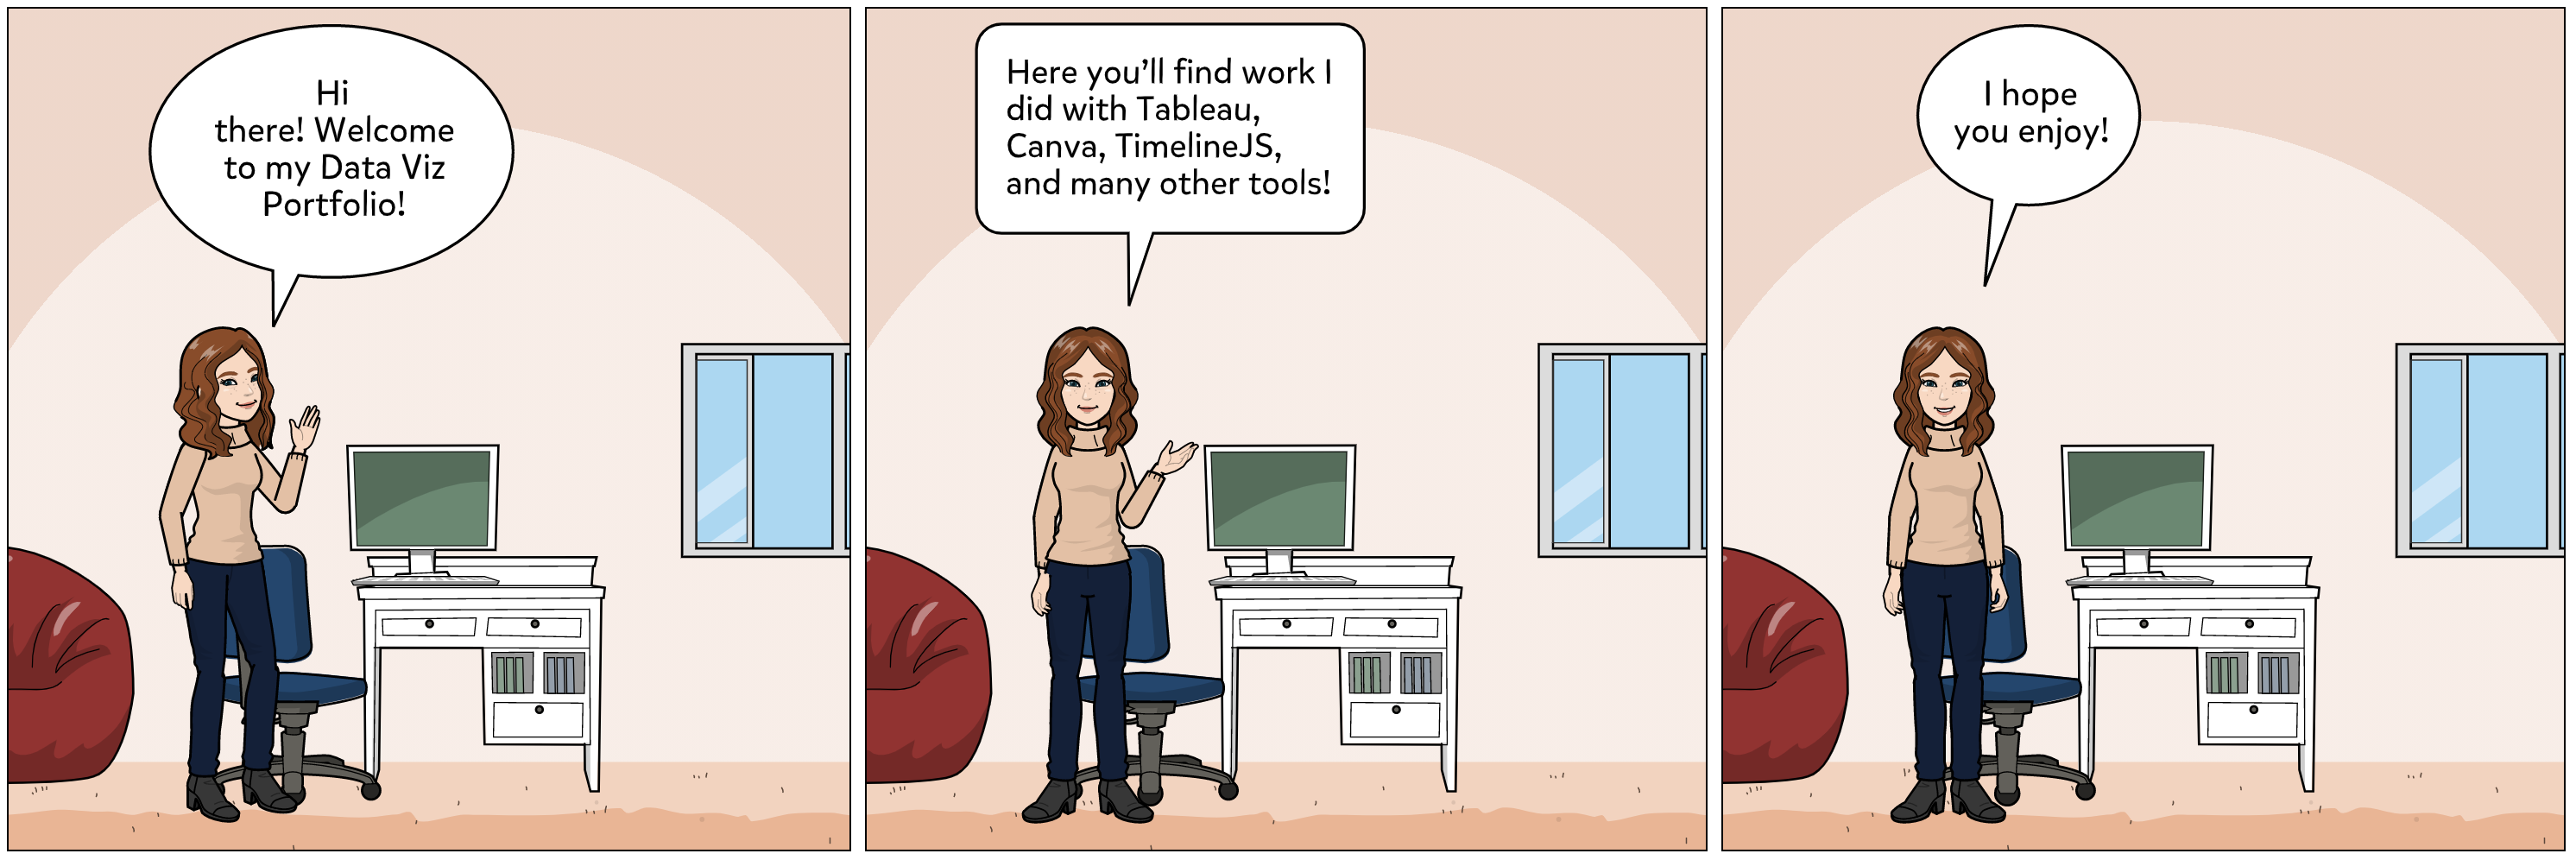 Hi
there! Welcome
to my Data Viz
Portfolio!
Here you’ll find work I
did with Tableau,
Canva, TimelineJS,
and many other tools!
I hope
you enjoy!